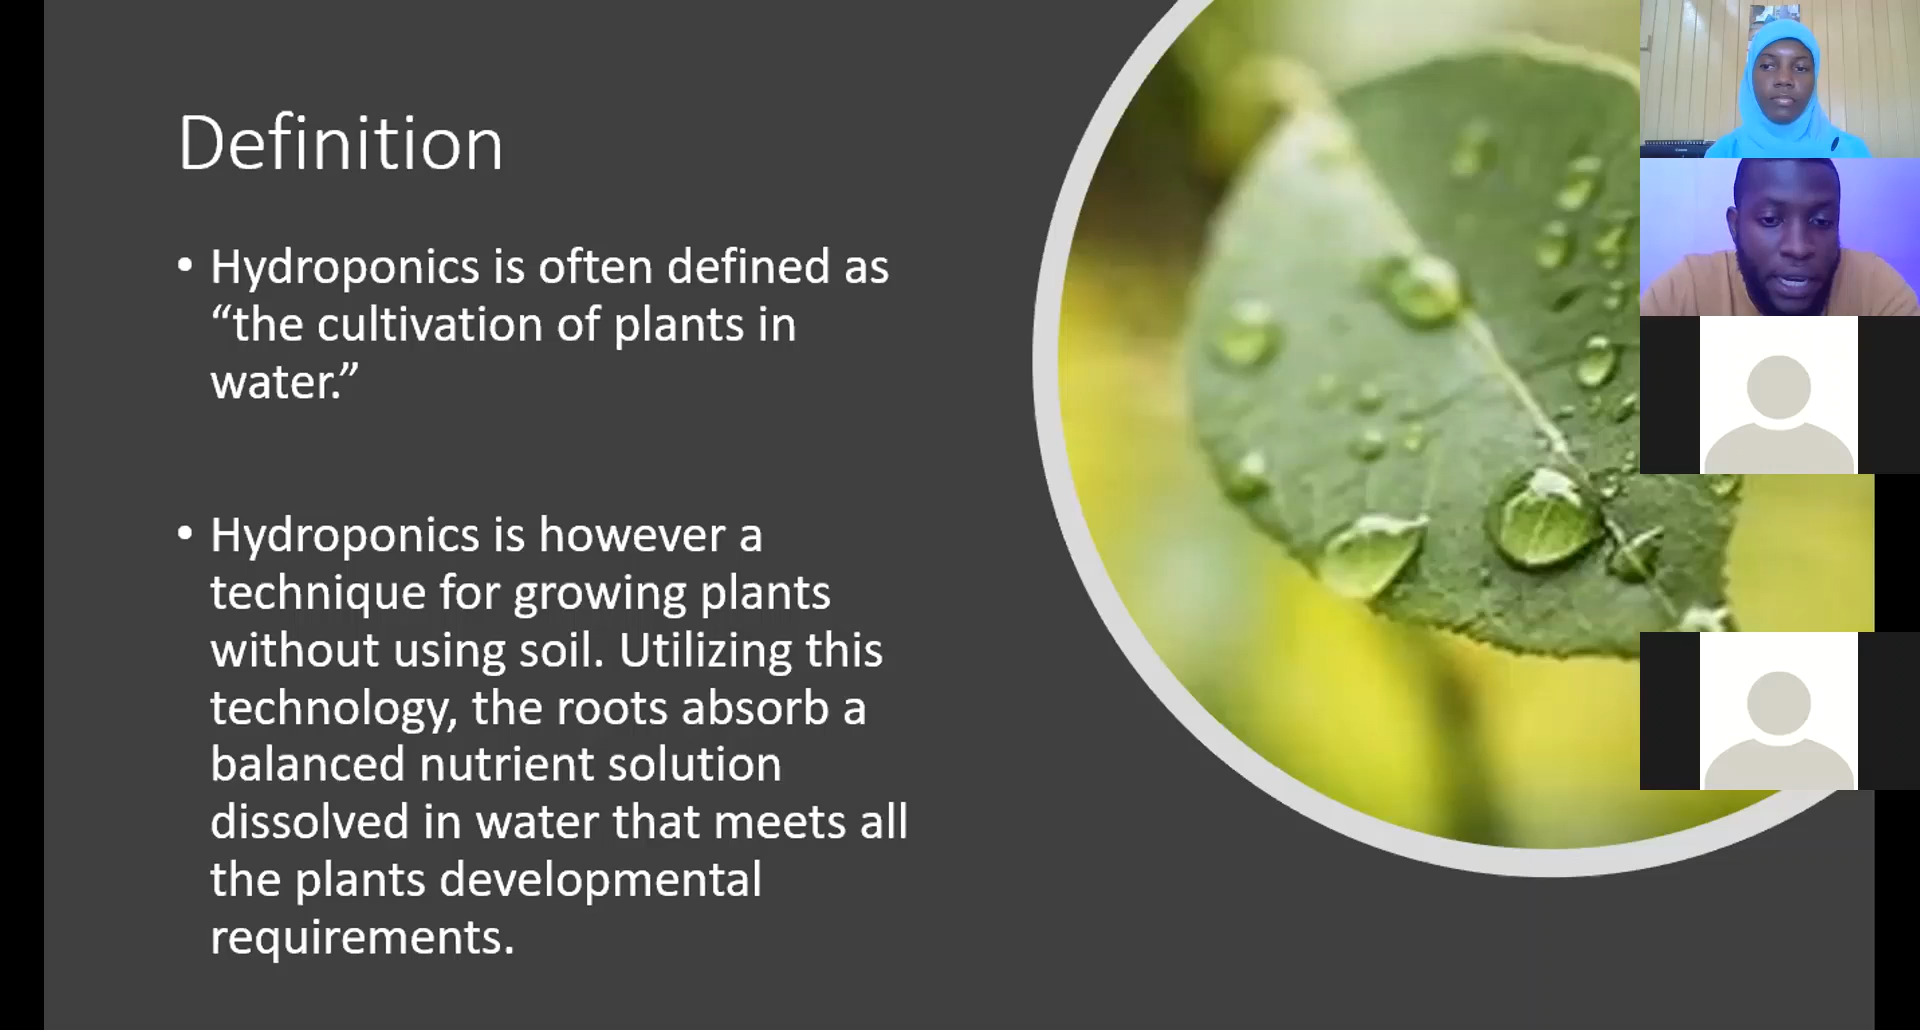 Definition
• Hydroponics is often defined as
“the cultivation of plants in
water.”
• Hydroponics is however a
technique for growing plants
without using soil. Utilizing this
technology, the roots absorb a
balanced nutrient solution
dissolved in water that meets all
the plants developmental
requirements.